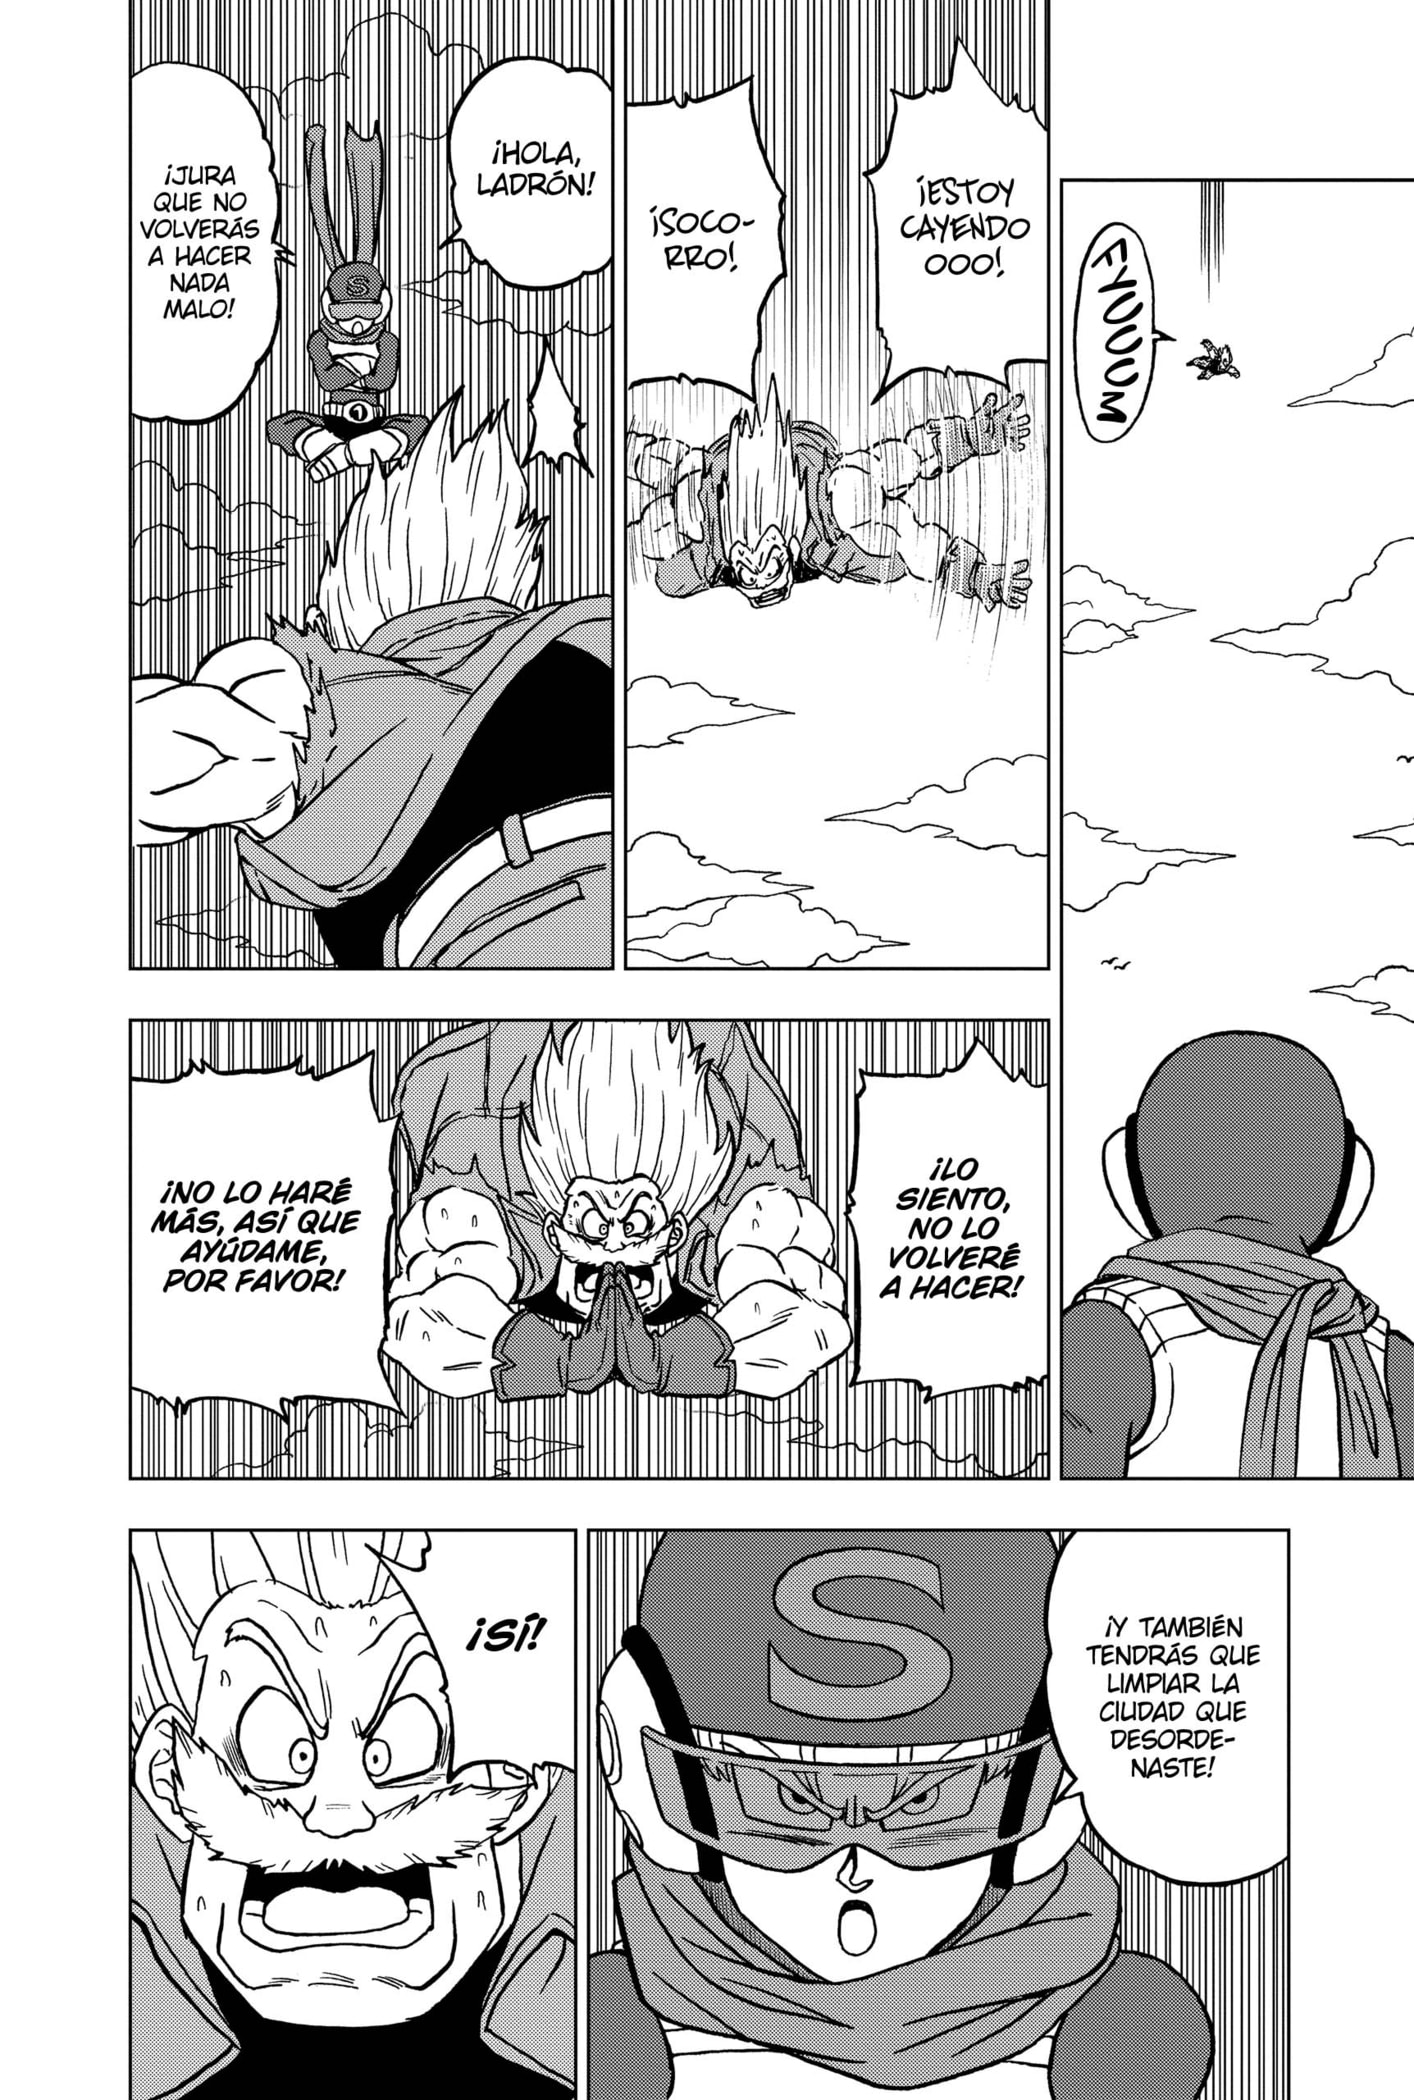 FYUUUM
¡ESTOY
CAYENDO
OOO!
¡SOCO-
RRO!
¡HOLA,
LADRÓN!
¡JURA
QUE NO
VOLVERÁS
A HACER
NADA
MALO!
S
1
¡LO
SIENTO,
NO LO
VOLVERÉ
A HACER!
¡NO LO HARÉ
MÁS, ASÍ QUE
AYÚDAME,
POR FAVOR!
¡Y TAMBIÉN
TENDRÁS QUE
LIMPIAR LA
CIUDAD QUE
DESORDE-
NASTE!
S
¡SÍ!